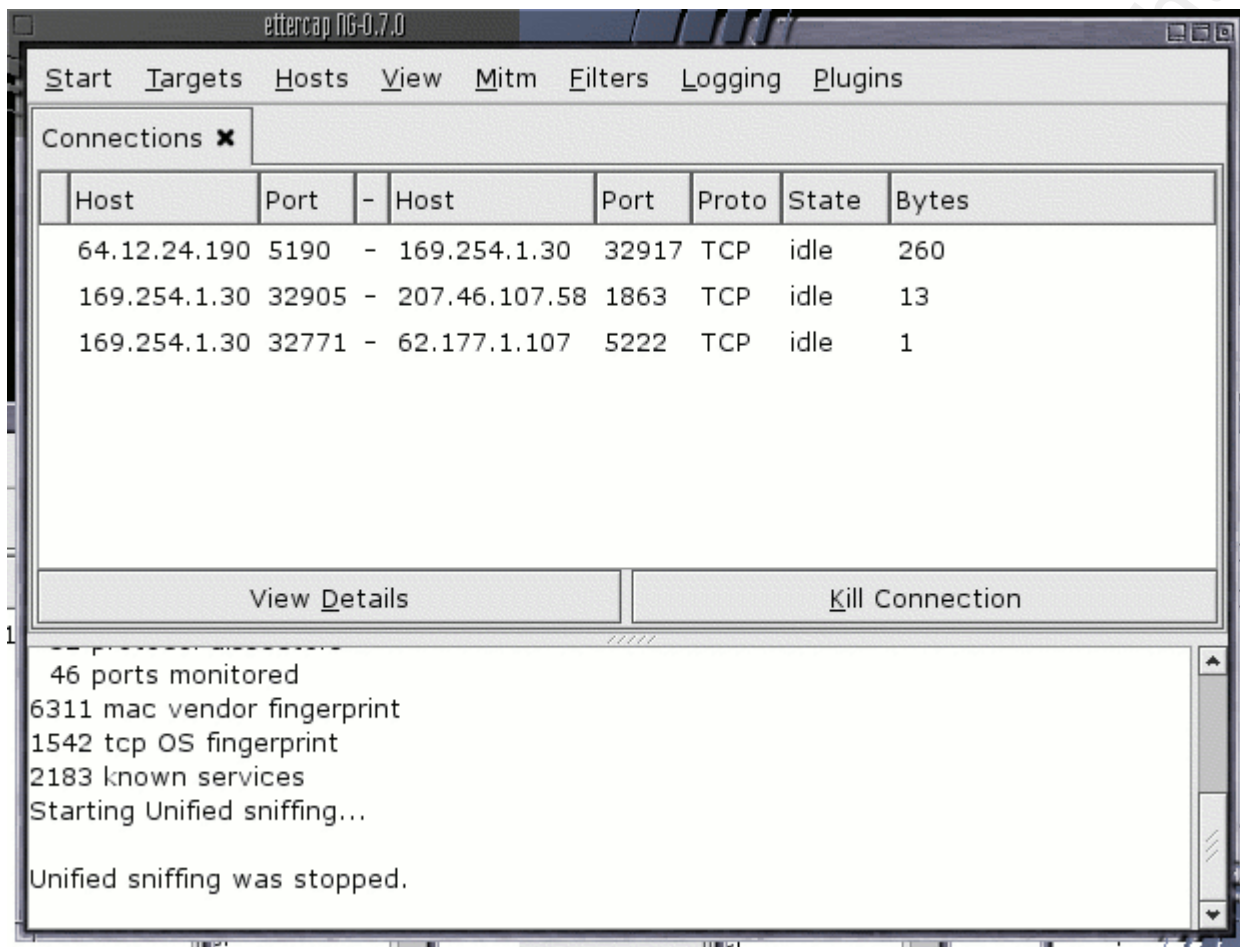 ettercap NG-0.7.0
Start Targets Hosts View Mitm Filters Logging Plugins
Connections ✖
Host Port - Host Port Proto State Bytes
64.12.24.190 5190 - 169.254.1.30 32917 TCP idle 260
169.254.1.30 32905 - 207.46.107.58 1863 TCP idle 13
169.254.1.30 32771 - 62.177.1.107 5222 TCP idle 1
View Details Kill Connection
46 ports monitored
6311 mac vendor fingerprint
1542 tcp OS fingerprint
2183 known services
Starting Unified sniffing...
Unified sniffing was stopped.